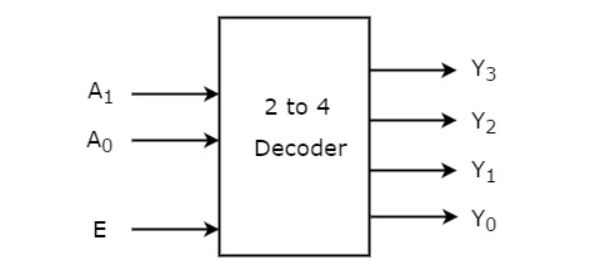 A₁
A₀
E
2 to 4
Decoder
Y₃
Y₂
Y₁
Y₀